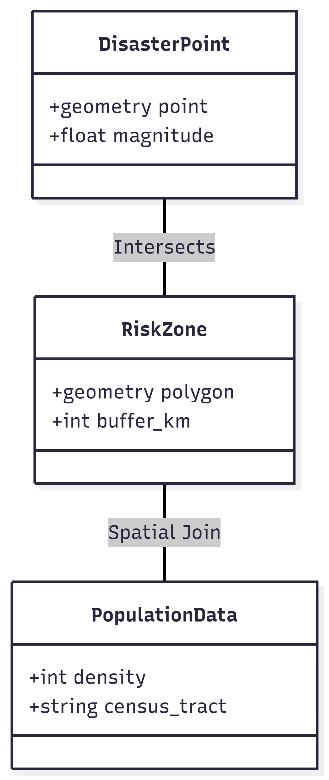 DisasterPoint
+geometry point
+float magnitude
Intersects
RiskZone
+geometry polygon
+int buffer_km
Spatial Join
PopulationData
+int density
+string census_tract